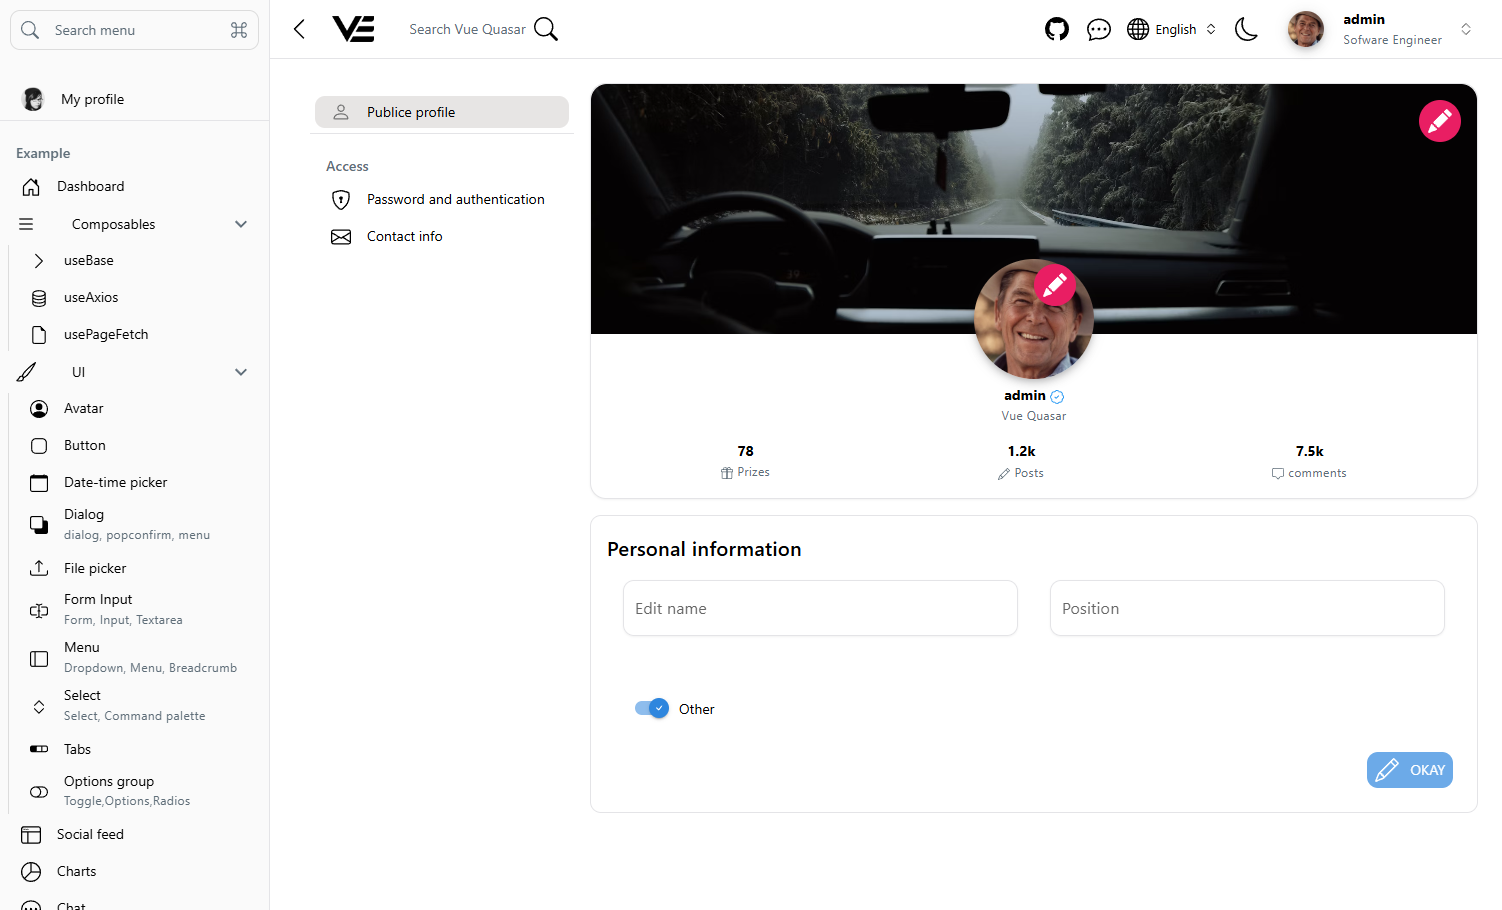 Search menu
My profile
Example
Dashboard
Composables
useBase
useAxios
usePageFetch
UI
Avatar
Button
Date-time picker
Dialog
dialog, popconfirm, menu
File picker
Form Input
Form, Input, Textarea
Menu
Dropdown, Menu, Breadcrumb
Select
Select, Command palette
Tabs
Options group
Toggle,Options,Radios
Social feed
Charts
Chat
Search Vue Quasar
English
admin
Sofware Engineer
Publice profile
Access
Password and authentication
Contact info
admin
Vue Quasar
78
Prizes
1.2k
Posts
7.5k
comments
Personal information
Edit name
Position
Other
OKAY